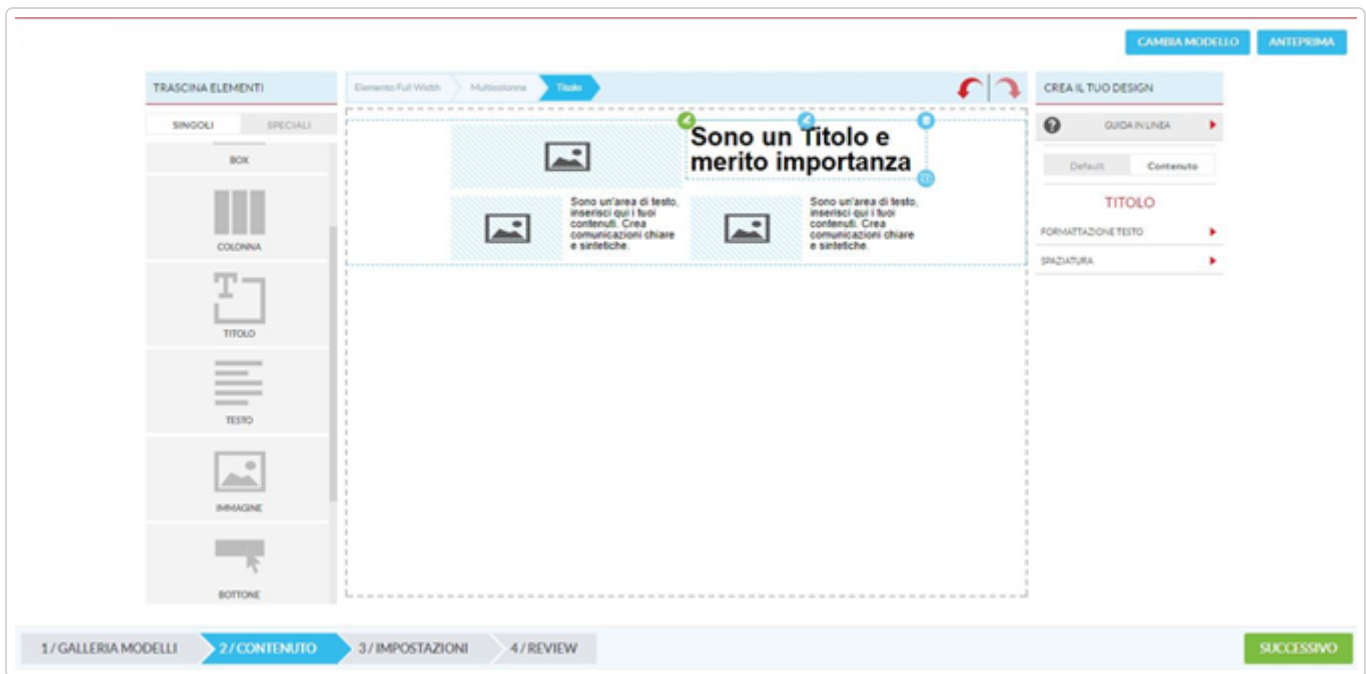 CAMBIA MODELLO
ANTEPRIMA
TRASCINA ELEMENTI
SINGOLI
SPECIALI
BOX
COLONNA
TITOLO
TESTO
IMMAGINE
BOTTONE
Elemento Full Width
Multicolonna
Titolo
Sono un Titolo e
merito importanza
Sono un'area di testo,
inserisci qui i tuoi
contenuti. Crea
comunicazioni chiare
e sintetiche.
Sono un'area di testo,
inserisci qui i tuoi
contenuti. Crea
comunicazioni chiare
e sintetiche.
CREA IL TUO DESIGN
GUIDA IN LINEA
Default
Contenuto
TITOLO
FORMATTAZIONE TESTO
SPAZIATURA
1 / GALLERIA MODELLI
2 / CONTENUTO
3 / IMPOSTAZIONI
4 / REVIEW
SUCCESSIVO